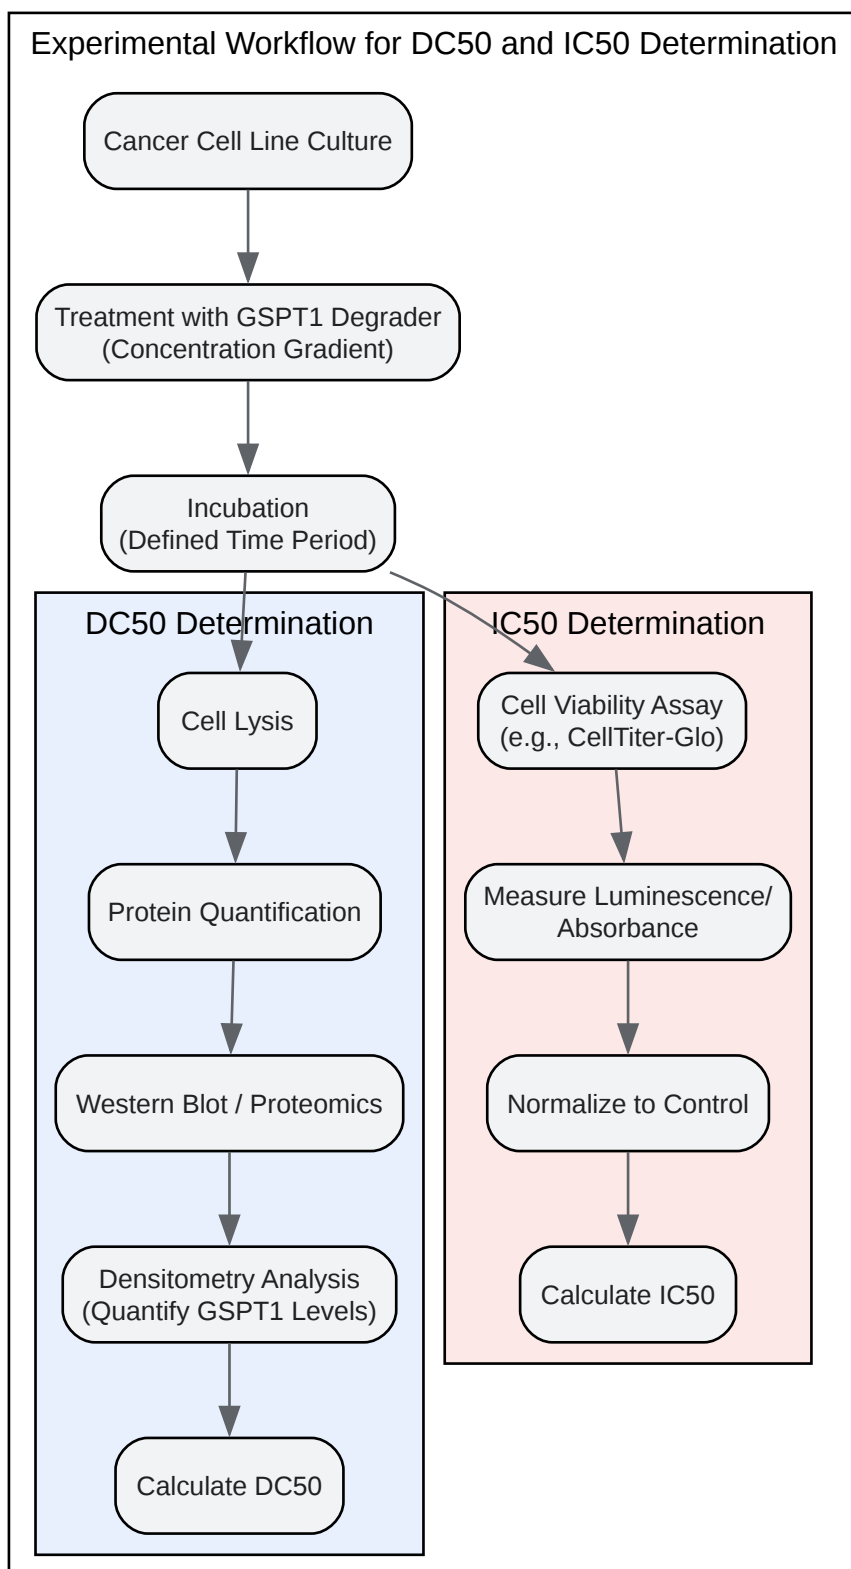 Experimental Workflow for DC50 and IC50 Determination
Cancer Cell Line Culture
Treatment with GSPT1 Degrader
(Concentration Gradient)
Incubation
(Defined Time Period)
DC50 Determination
Cell Lysis
Protein Quantification
Western Blot / Proteomics
Densitometry Analysis
(Quantify GSPT1 Levels)
Calculate DC50
IC50 Determination
Cell Viability Assay
(e.g., CellTiter-Glo)
Measure Luminescence/
Absorbance
Normalize to Control
Calculate IC50